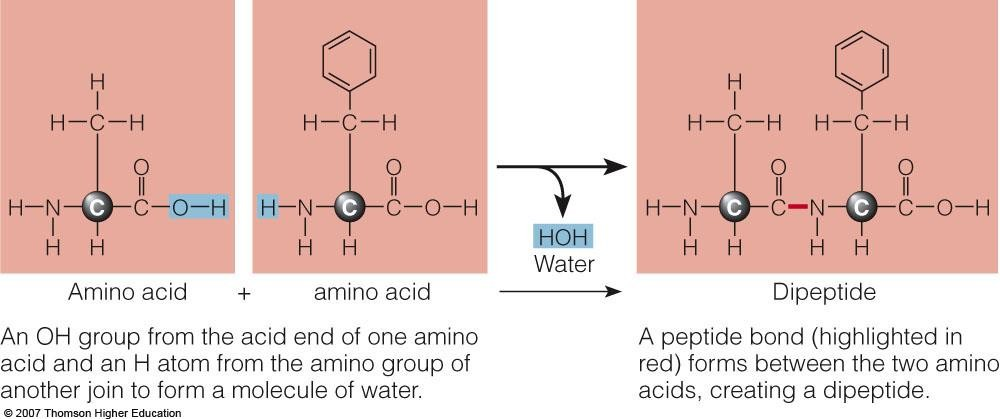 H
H—C—H
H—N—C—C—O—H
O
H
H
H—C—H
H—N—C—C—O—H
O
H
H
HOH
Water
H
H—C—H
H—C—H
O
O
H—N—C—C—N—C—C—O—H
H
H
H
H
Amino acid + amino acid
Dipeptide
An OH group from the acid end of one amino
acid and an H atom from the amino group of
another join to form a molecule of water.
A peptide bond (highlighted in
red) forms between the two amino
acids, creating a dipeptide.
© 2007 Thomson Higher Education